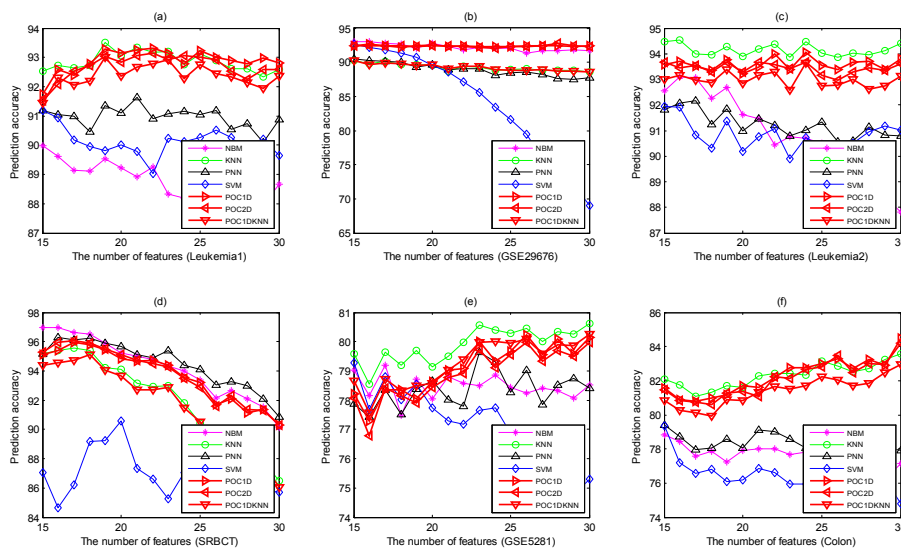 (a)
Prediction accuracy
94
93
92
91
90
89
88
87
15
20
25
30
NBM
KNN
PNN
SVM
POC1D
POC2D
POC1DKNN
The number of features (Leukemia1)
(b)
Prediction accuracy
95
90
85
80
75
70
65
15
20
25
30
NBM
KNN
PNN
SVM
POC1D
POC2D
POC1DKNN
The number of features (GSE29676)
(c)
Prediction accuracy
95
94
93
92
91
90
89
88
87
15
20
25
30
NBM
KNN
PNN
SVM
POC1D
POC2D
POC1DKNN
The number of features (Leukemia2)
(d)
Prediction accuracy
98
96
94
92
90
88
86
84
15
20
25
30
NBM
KNN
PNN
SVM
POC1D
POC2D
POC1DKNN
The number of features (SRBCT)
(e)
Prediction accuracy
81
80
79
78
77
76
75
74
15
20
25
30
NBM
KNN
PNN
SVM
POC1D
POC2D
POC1DKNN
The number of features (GSE5281)
(f)
Prediction accuracy
86
84
82
80
78
76
74
15
20
25
30
NBM
KNN
PNN
SVM
POC1D
POC2D
POC1DKNN
The number of features (Colon)